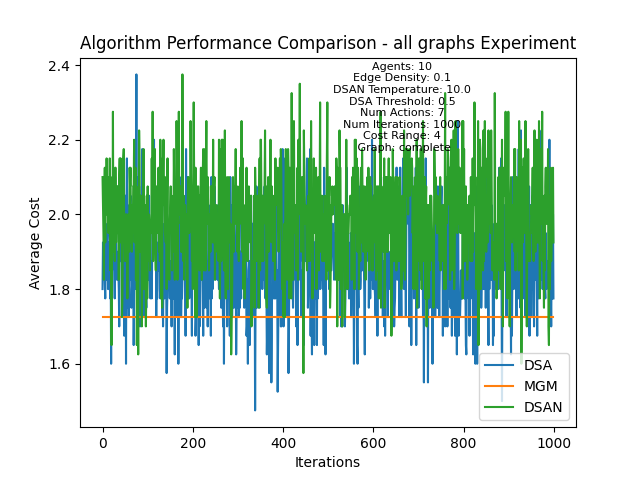 Algorithm Performance Comparison - all graphs Experiment
Agents: 10
Edge Density: 0.1
DSAN Temperature: 10.0
DSA Threshold: 0.5
Num Actions: 7
Num Iterations: 1000
Cost Range: 4
Graph: complete
Average Cost
2.4
2.2
2.0
1.8
1.6
0
200
400
600
800
1000
Iterations
DSA
MGM
DSAN